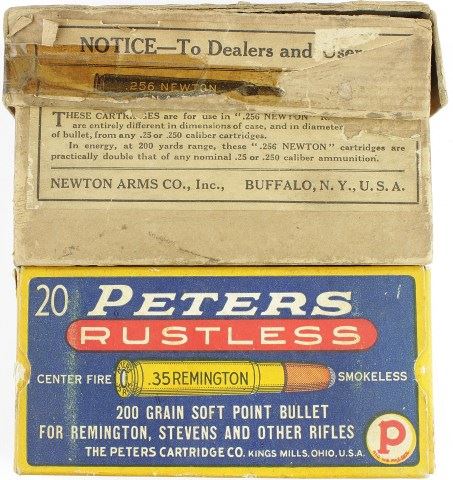 NOTICE—To Dealers and User
.256 NEWTON
THESE CARTRIDGES are for use in ".256 NEWTON"
are entirely different in dimensions of case, and in diameter
of bullet, from any .25 or .250 caliber cartridges.
In energy, at 200 yards range, these ".256 NEWTON" cartridges are
practically double that of any nominal .25 or .250 caliber ammunition.
NEWTON ARMS CO., Inc., BUFFALO, N. Y., U. S. A.
20 PETERS
RUSTLESS
CENTER FIRE .35 REMINGTON SMOKELESS
200 GRAIN SOFT POINT BULLET
FOR REMINGTON, STEVENS AND OTHER RIFLES
THE PETERS CARTRIDGE CO. KINGS MILLS, OHIO, U.S.A.
P